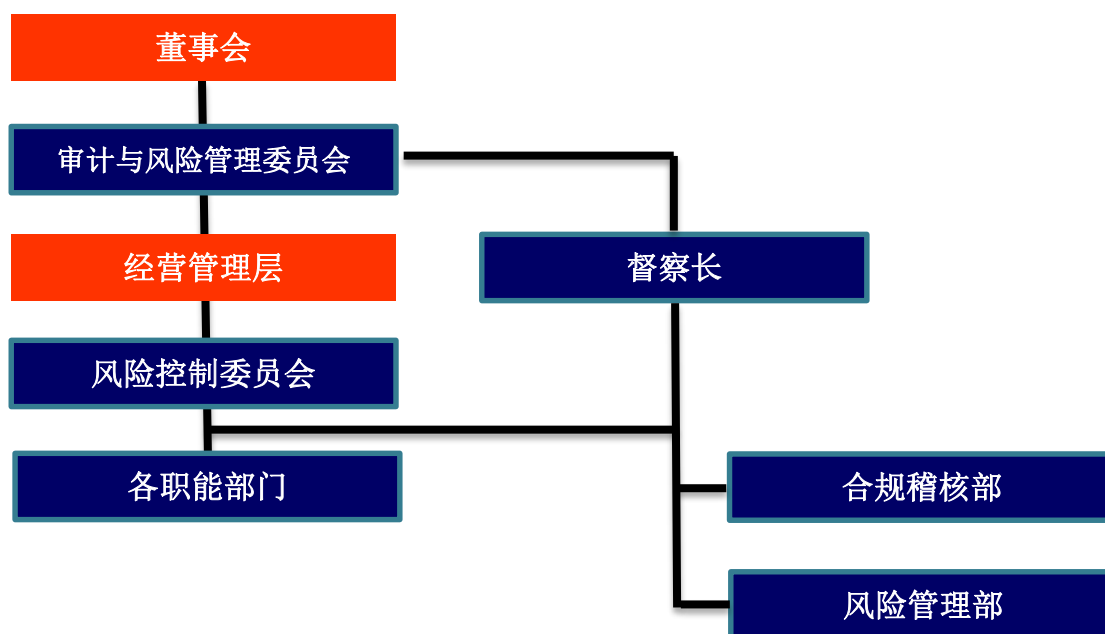 董事会
审计与风险管理委员会
经营管理层
督察长
风险控制委员会
各职能部门
合规稽核部
风险管理部